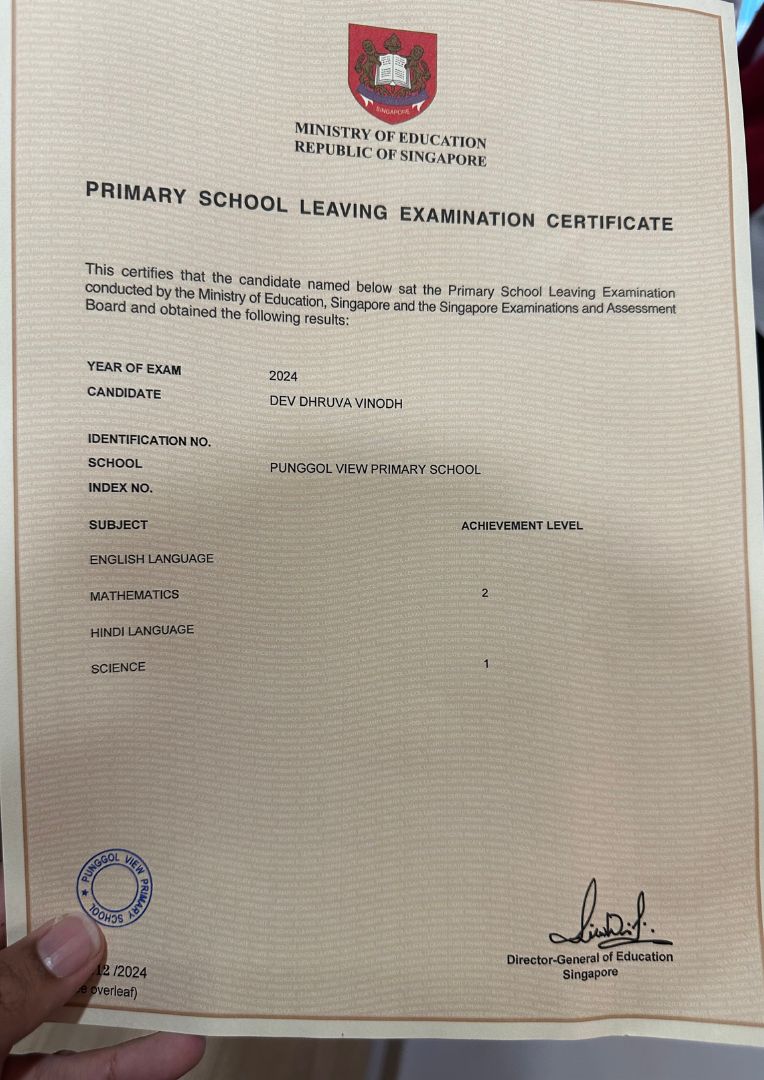 SINGAPORE
MINISTRY OF EDUCATION
REPUBLIC OF SINGAPORE
PRIMARY SCHOOL LEAVING EXAMINATION CERTIFICATE
This certifies that the candidate named below sat the Primary School Leaving Examination
conducted by the Ministry of Education, Singapore and the Singapore Examinations and Assessment
Board and obtained the following results:
YEAR OF EXAM 2024
CANDIDATE DEV DHRUVA VINODH
IDENTIFICATION NO.
SCHOOL PUNGGOL VIEW PRIMARY SCHOOL
INDEX NO.
SUBJECT ACHIEVEMENT LEVEL
ENGLISH LANGUAGE
MATHEMATICS 2
HINDI LANGUAGE
SCIENCE 1
PUNGGOL VIEW PRIMARY SCHOOL
12 /2024
overleaf)
Director-General of Education
Singapore